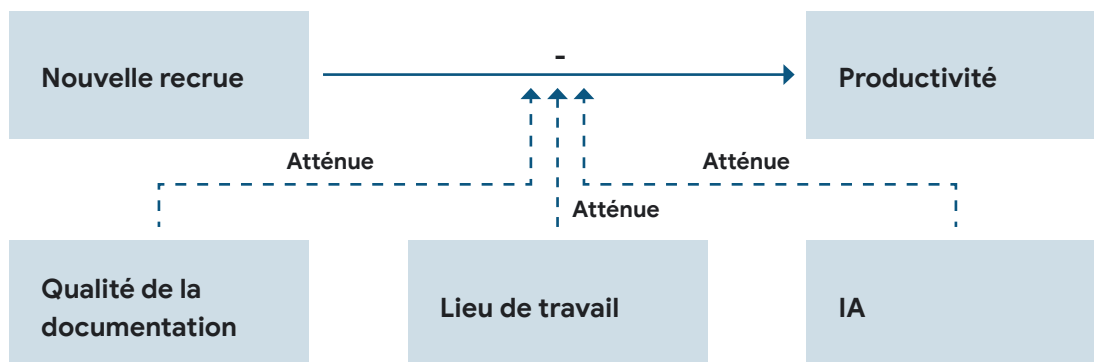 Nouvelle recrue
-
Productivité
Atténue
Atténue
Atténue
Qualité de la
documentation
Lieu de travail
IA